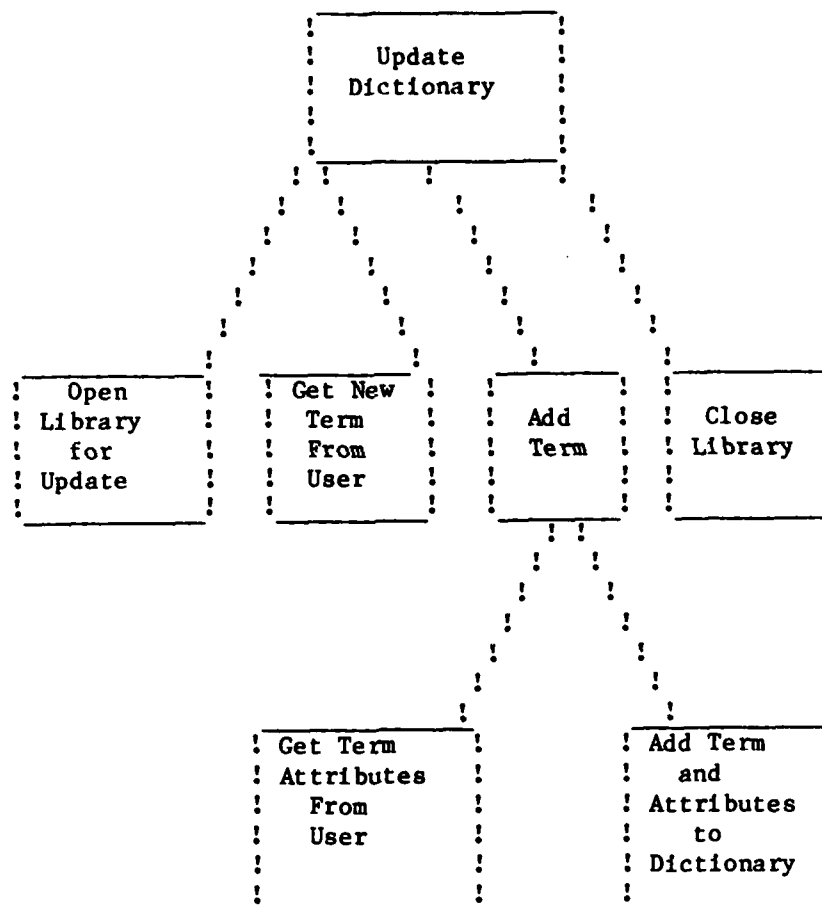 Update
Dictionary
Open
Library
for
Update
Get New
Term
From
User
Add
Term
Close
Library
Get Term
Attributes
From
User
Add Term
and
Attributes
to
Dictionary